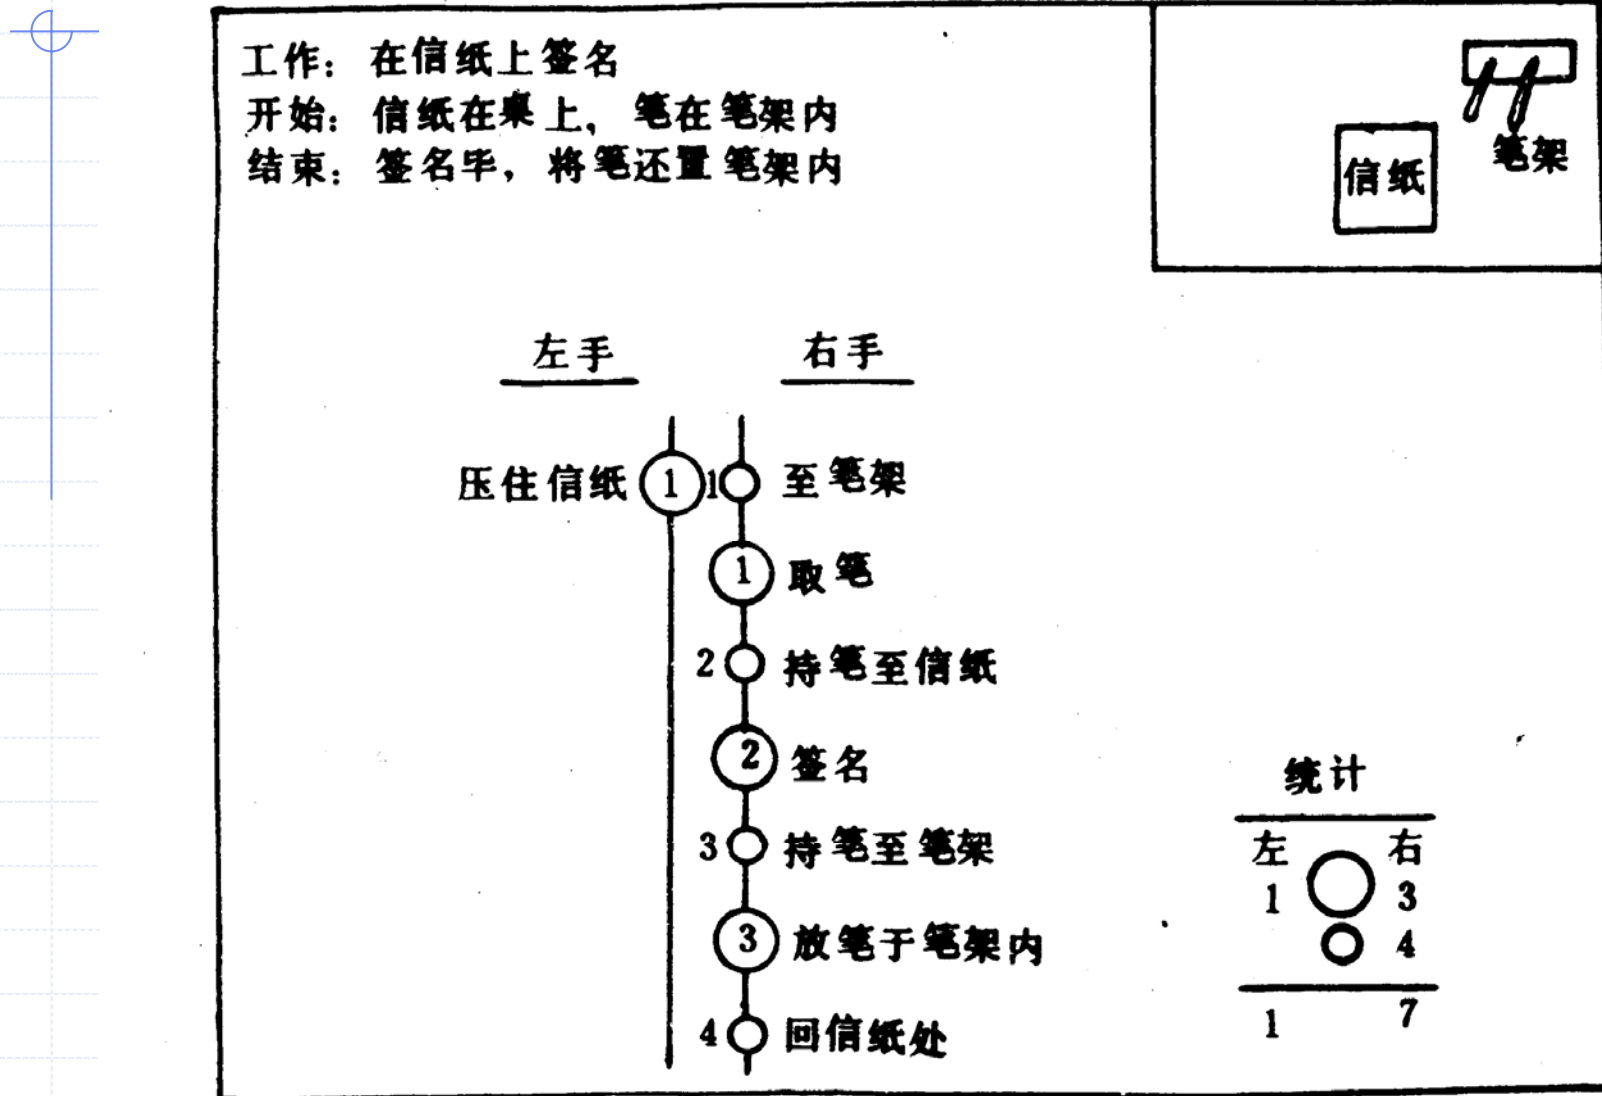 工作：在信纸上签名
开始：信纸在桌上，笔在笔架内
结束：签名毕，将笔还置笔架内
信纸
笔架
左手 右手
压住信纸 1 1 至笔架
1 取笔
2 持笔至信纸
2 签名
3 持笔至笔架
3 放笔于笔架内
4 回信纸处
统计
左 右
1 3
4
1 7